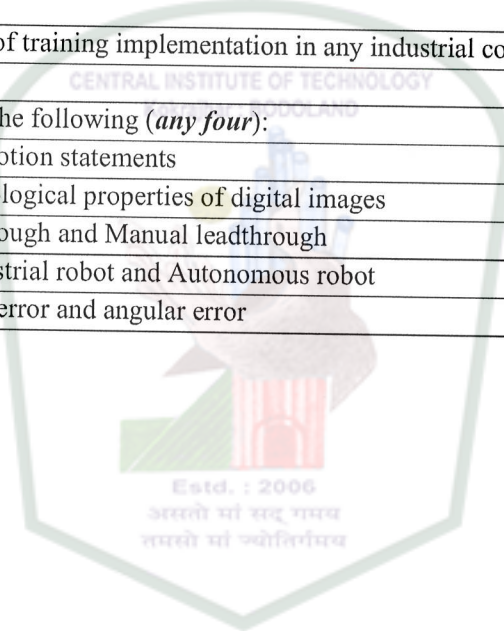 of training implementation in any industrial co
CENTRAL INSTITUTE OF TECHNOLOGY
BODOLAND
he following (any four):
otion statements
logical properties of digital images
ough and Manual leadthrough
strial robot and Autonomous robot
error and angular error
Estd. : 2006
असतो मां सद् गमय
तमसो मां ज्योतिर्गमय